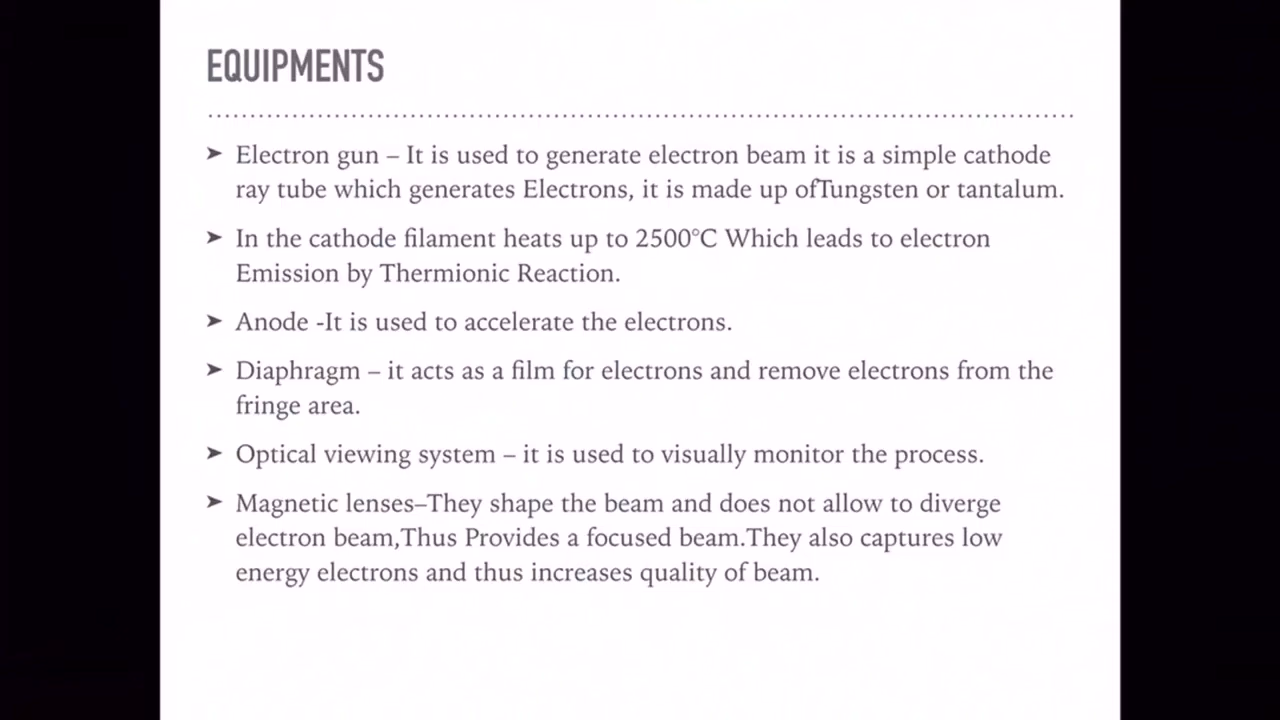 EQUIPMENTS
➤ Electron gun – It is used to generate electron beam it is a simple cathode
ray tube which generates Electrons, it is made up ofTungsten or tantalum.
➤ In the cathode filament heats up to 2500°C Which leads to electron
Emission by Thermionic Reaction.
➤ Anode -It is used to accelerate the electrons.
➤ Diaphragm – it acts as a film for electrons and remove electrons from the
fringe area.
➤ Optical viewing system – it is used to visually monitor the process.
➤ Magnetic lenses–They shape the beam and does not allow to diverge
electron beam,Thus Provides a focused beam.They also captures low
energy electrons and thus increases quality of beam.